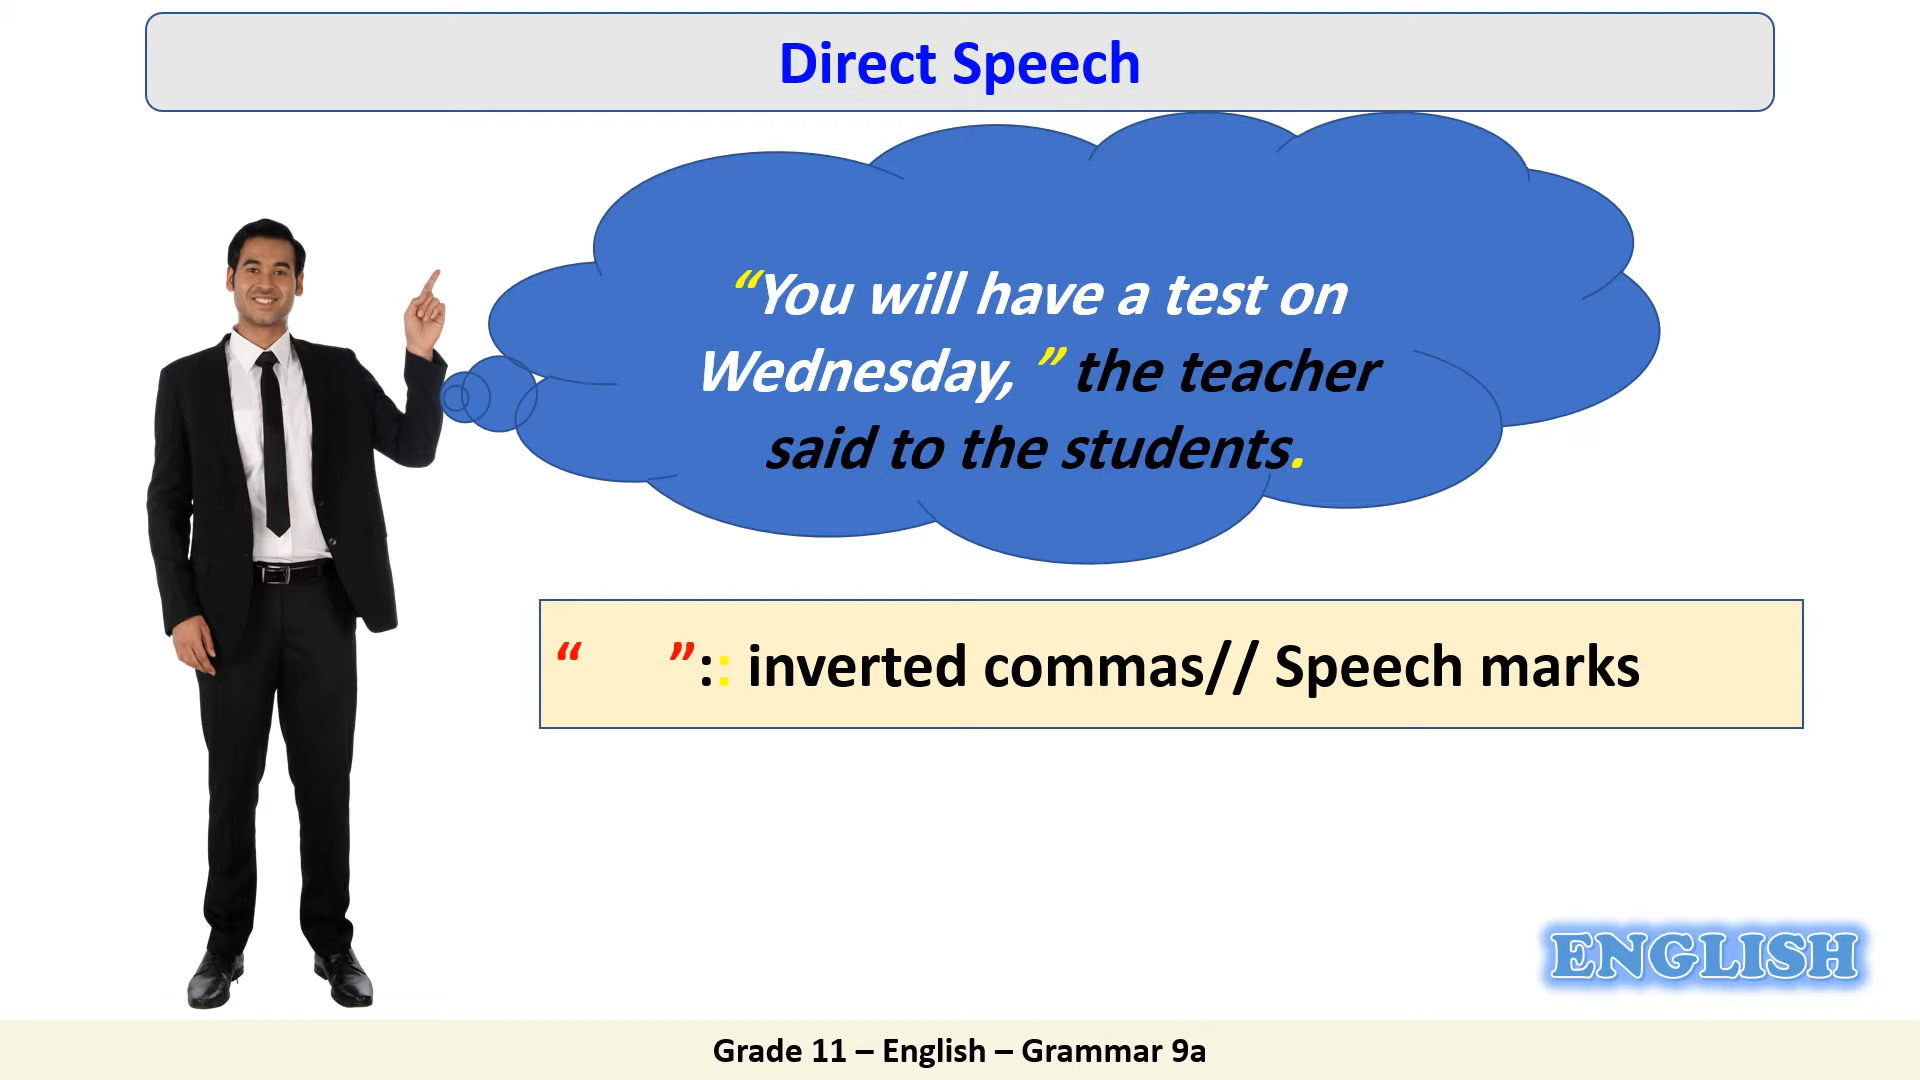 Direct Speech
“You will have a test on
Wednesday, ” the teacher
said to the students.
“ ”:: inverted commas// Speech marks
ENGLISH
Grade 11 – English – Grammar 9a